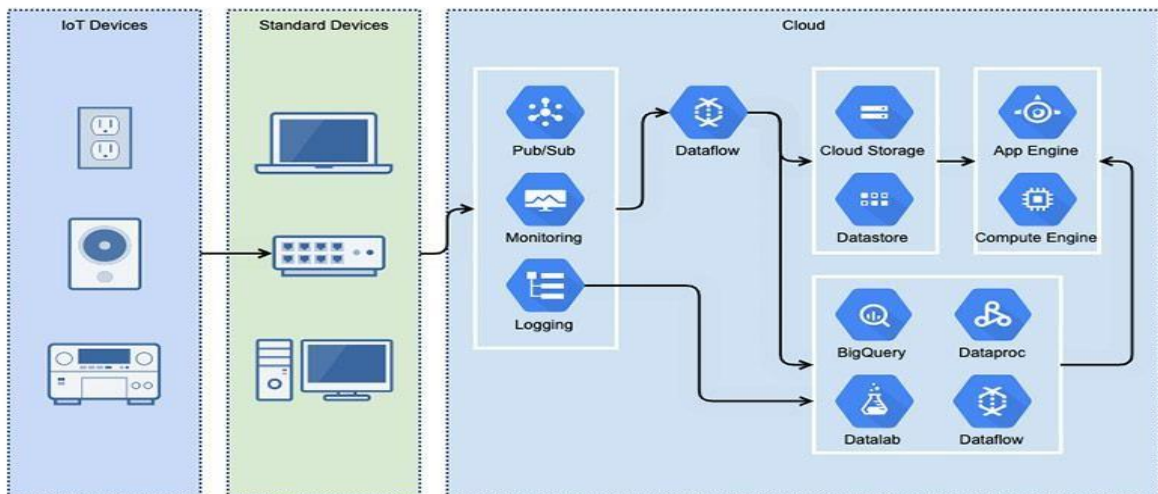 IoT Devices
Standard Devices
Cloud
Pub/Sub
Monitoring
Logging
Dataflow
Cloud Storage
Datastore
App Engine
Compute Engine
BigQuery
Dataproc
Datalab
Dataflow